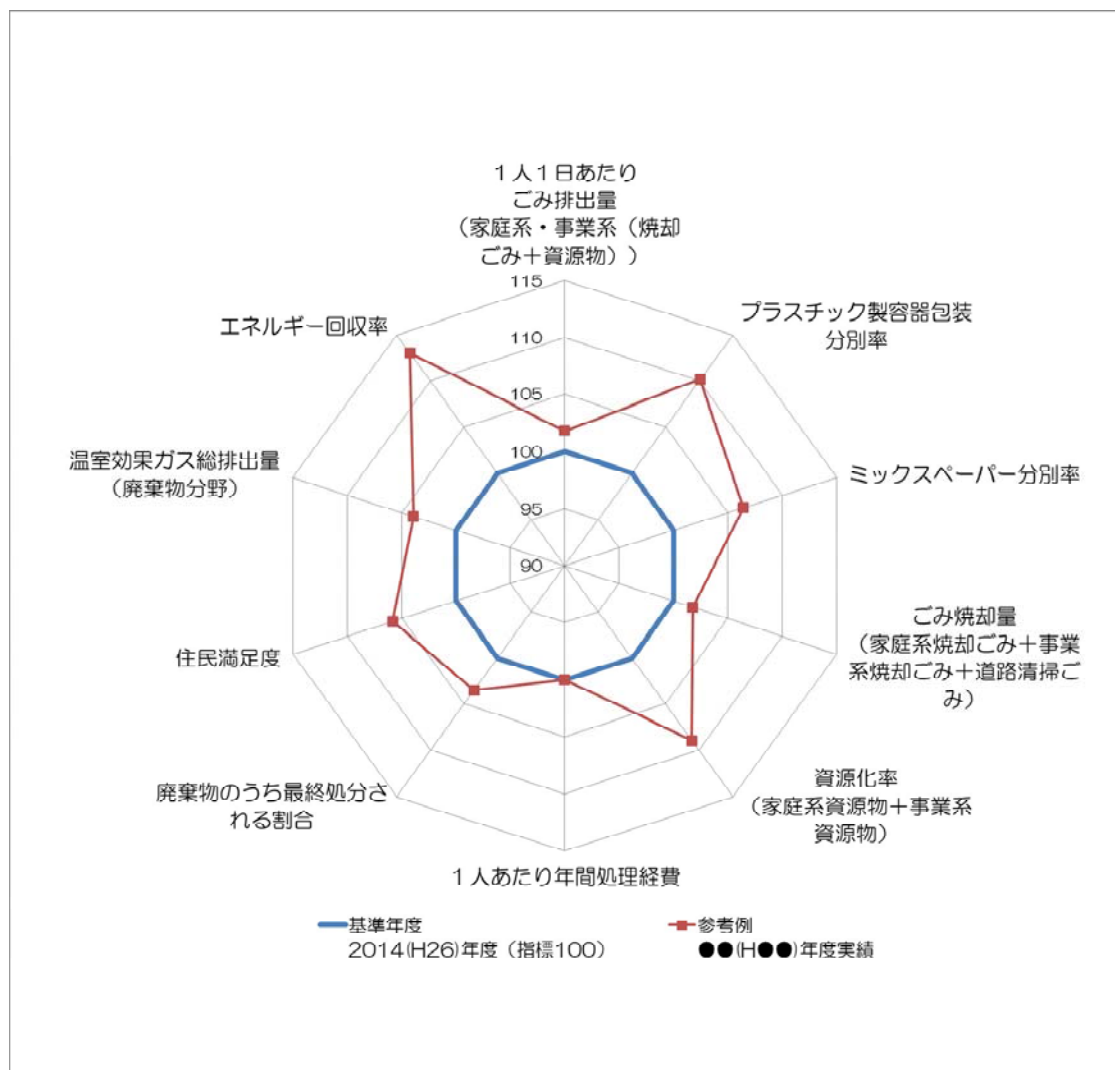 １人１日あたり
ごみ排出量
（家庭系・事業系（焼却
ごみ＋資源物））
115
110
105
100
95
90
プラスチック製容器包装
分別率
ミックスペーパー分別率
ごみ焼却量
（家庭系焼却ごみ＋事業
系焼却ごみ＋道路清掃ご
み）
資源化率
（家庭系資源物＋事業系
資源物）
１人あたり年間処理経費
廃棄物のうち最終処分さ
れる割合
住民満足度
温室効果ガス総排出量
（廃棄物分野）
エネルギー回収率
基準年度
2014(H26)年度（指標100）
参考例
●●(H●●)年度実績